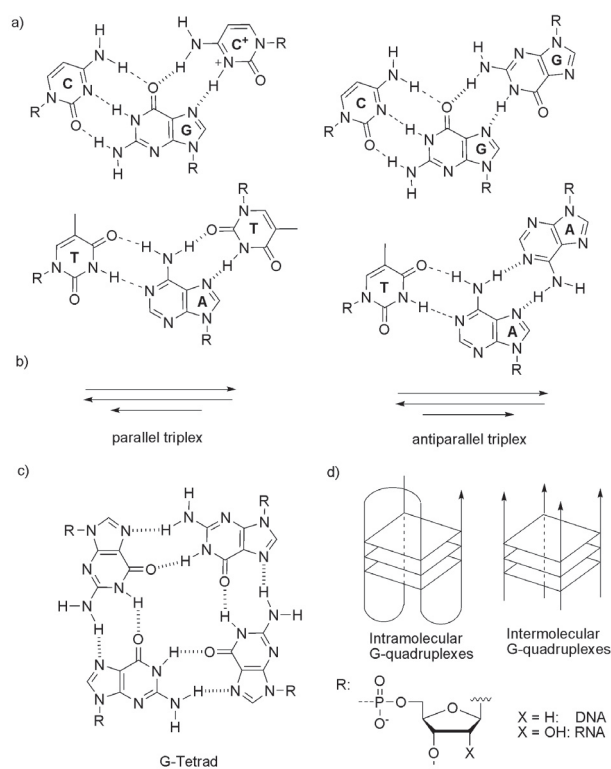 a)
H
N
H
C
N
N
R
O
H
N
H
C+
N
R
N
+
O
H
O
H
N
N
G
N
N
N
R
H
N
H
H
N
H
C
N
N
R
O
H
N
R
N
G
N
N
H
N
O
O
H
N
N
G
N
N
N
R
H
N
H
O
T
N
H
R
N
O
H
N
H
N
N
A
N
N
R
R
N
O
T
N
O
H
O
T
N
H
R
N
O
H
N
H
N
N
A
N
N
R
R
N
N
A
N
N
H
N
H
b)
parallel triplex
antiparallel triplex
c)
R
N
N
N
N
H
O
H
N
H
H
N
H
N
N
N
N
H
O
R
N
H
H
N
H
N
N
O
N
N
R
N
N
R
O
N
H
N
N
H
H
G-Tetrad
d)
Intramolecular
G-quadruplexes
Intermolecular
G-quadruplexes
R:
O
P
O
O-
O
O
X
X = H: DNA
X = OH: RNA